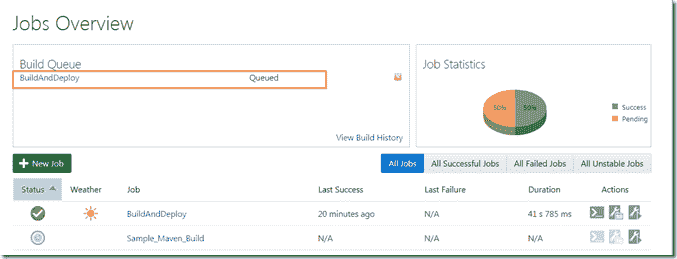 Jobs Overview
Build Queue
BuildAndDeploy Queued
View Build History
Job Statistics
50% 50%
Success
Pending
New Job
All Jobs All Successful Jobs All Failed Jobs All Unstable Jobs
Status Weather Job Last Success Last Failure Duration Actions
BuildAndDeploy 20 minutes ago N/A 41 s 785 ms
Sample_Maven_Build N/A N/A N/A